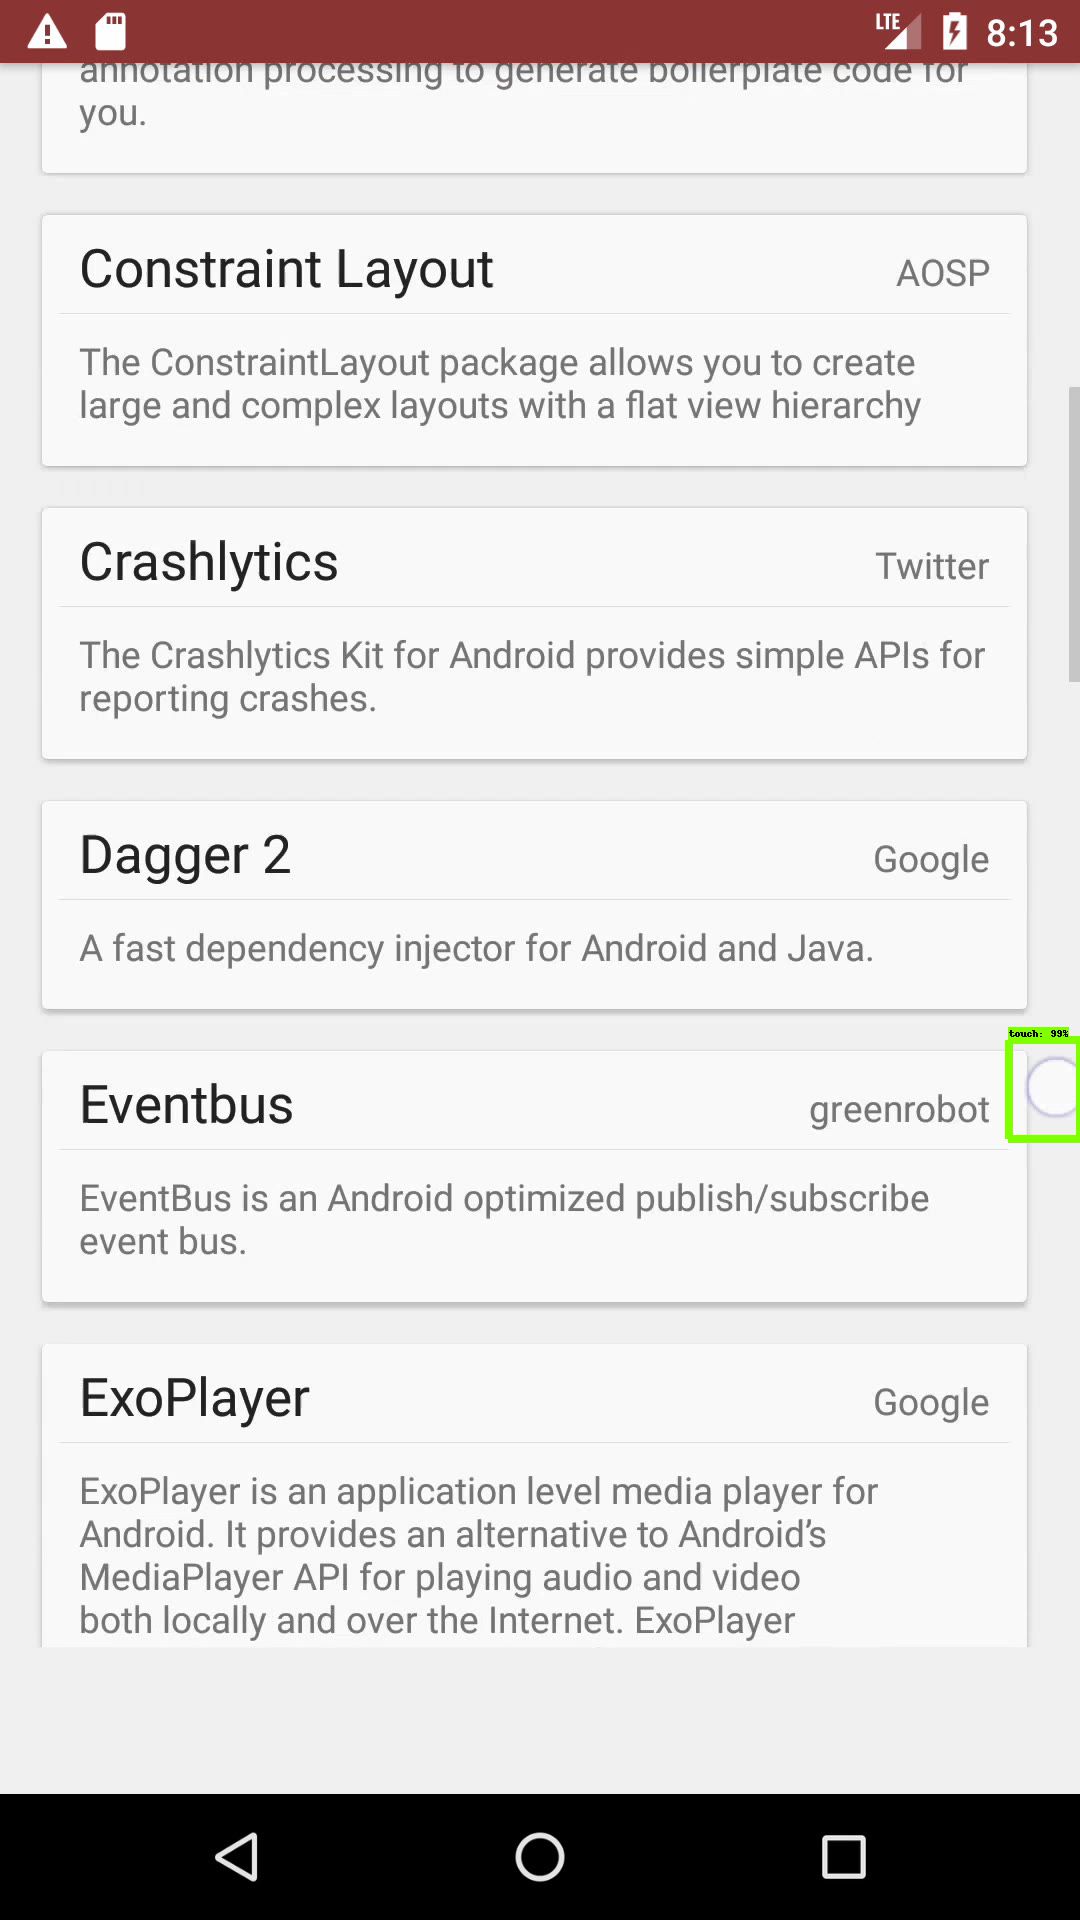 LTE 8:13
annotation processing to generate boilerplate code for
you.
Constraint Layout AOSP
The ConstraintLayout package allows you to create
large and complex layouts with a flat view hierarchy
Crashlytics Twitter
The Crashlytics Kit for Android provides simple APIs for
reporting crashes.
Dagger 2 Google
A fast dependency injector for Android and Java.
touch: 99%
Eventbus greenrobot
EventBus is an Android optimized publish/subscribe
event bus.
ExoPlayer Google
ExoPlayer is an application level media player for
Android. It provides an alternative to Android’s
MediaPlayer API for playing audio and video
both locally and over the Internet. ExoPlayer